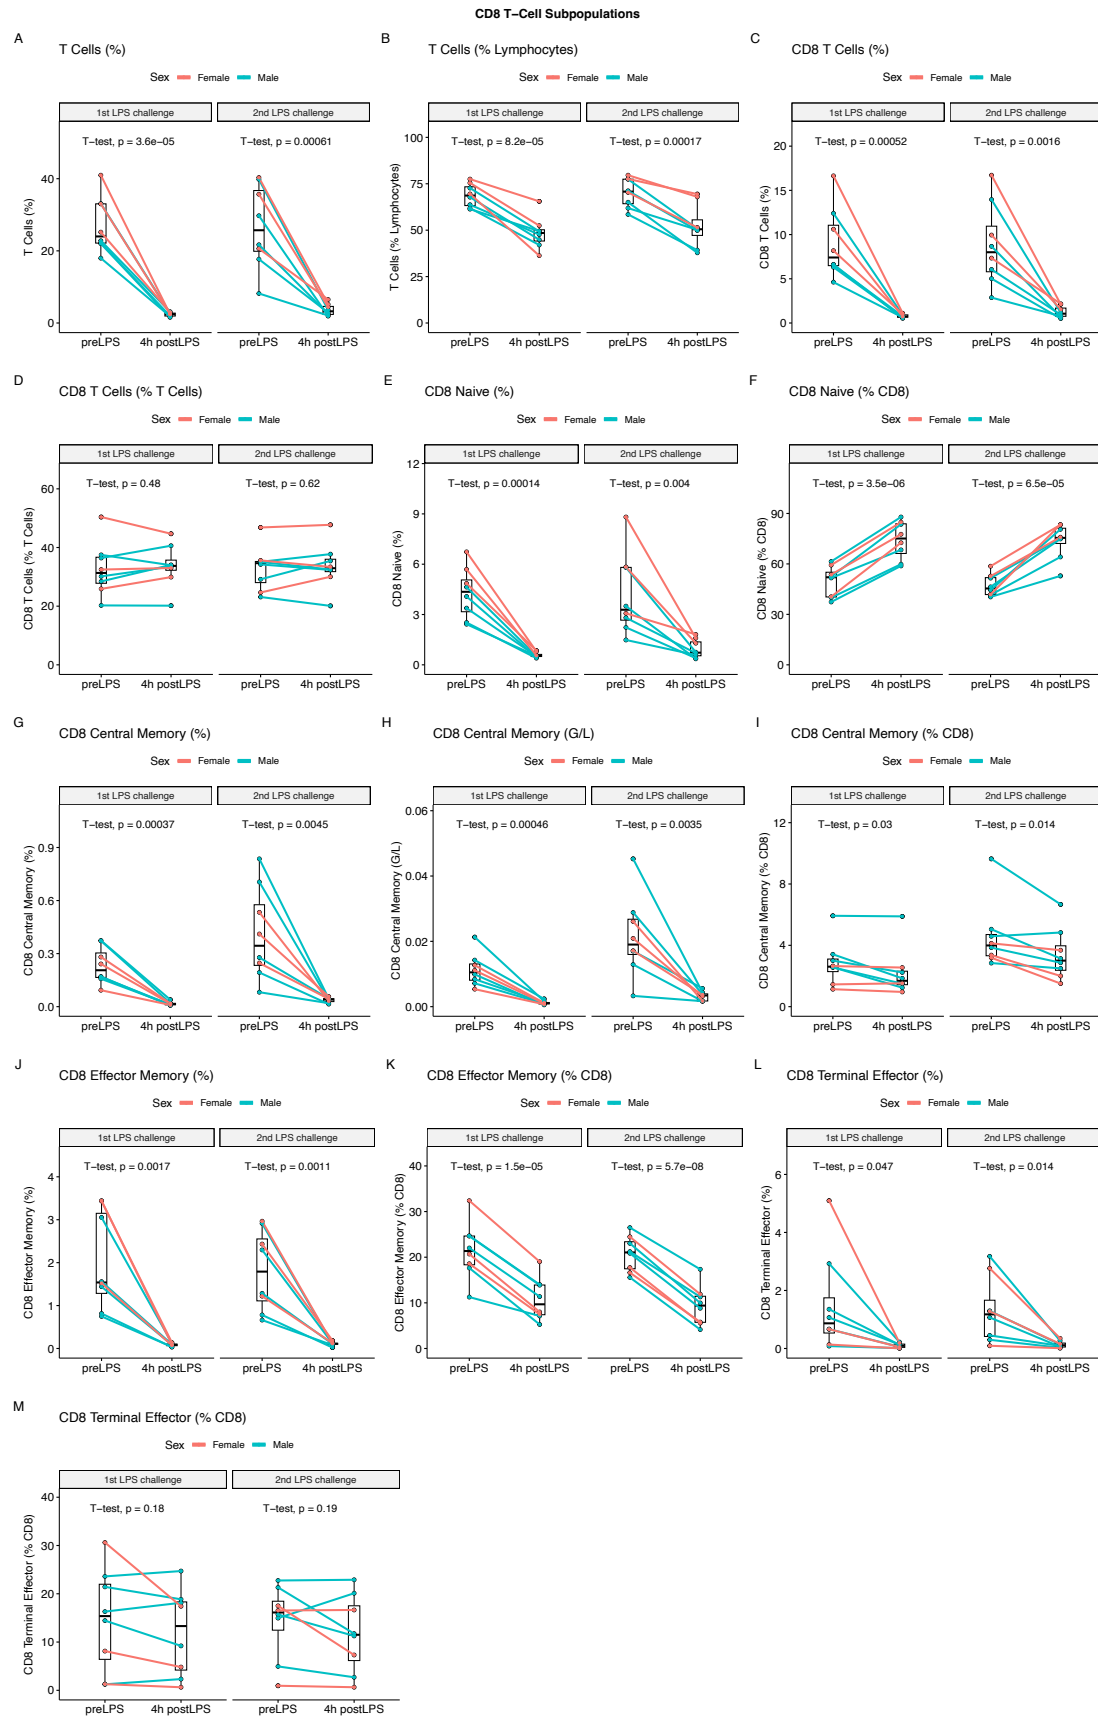 CD8 T−Cell Subpopulations
A
T Cells (%)
Sex Female Male
1st LPS challenge 2nd LPS challenge
T−test, p = 3.6e−05 T−test, p = 0.00061
T Cells (%)
40
20
0
preLPS 4h postLPS preLPS 4h postLPS
B
T Cells (% Lymphocytes)
Sex Female Male
1st LPS challenge 2nd LPS challenge
T−test, p = 8.2e−05 T−test, p = 0.00017
T Cells (% Lymphocytes)
100
75
50
25
0
preLPS 4h postLPS preLPS 4h postLPS
C
CD8 T Cells (%)
Sex Female Male
1st LPS challenge 2nd LPS challenge
T−test, p = 0.00052 T−test, p = 0.0016
CD8 T Cells (%)
20
15
10
5
0
preLPS 4h postLPS preLPS 4h postLPS
D
CD8 T Cells (% T Cells)
Sex Female Male
1st LPS challenge 2nd LPS challenge
T−test, p = 0.48 T−test, p = 0.62
CD8 T Cells (% T Cells)
60
40
20
0
preLPS 4h postLPS preLPS 4h postLPS
E
CD8 Naive (%)
Sex Female Male
1st LPS challenge 2nd LPS challenge
T−test, p = 0.00014 T−test, p = 0.004
CD8 Naive (%)
12
9
6
3
0
preLPS 4h postLPS preLPS 4h postLPS
F
CD8 Naive (% CD8)
Sex Female Male
1st LPS challenge 2nd LPS challenge
T−test, p = 3.5e−06 T−test, p = 6.5e−05
CD8 Naive (% CD8)
90
60
30
0
preLPS 4h postLPS preLPS 4h postLPS
G
CD8 Central Memory (%)
Sex Female Male
1st LPS challenge 2nd LPS challenge
T−test, p = 0.00037 T−test, p = 0.0045
CD8 Central Memory (%)
0.9
0.6
0.3
0.0
preLPS 4h postLPS preLPS 4h postLPS
H
CD8 Central Memory (G/L)
Sex Female Male
1st LPS challenge 2nd LPS challenge
T−test, p = 0.00046 T−test, p = 0.0035
CD8 Central Memory (G/L)
0.06
0.04
0.02
0.00
preLPS 4h postLPS preLPS 4h postLPS
I
CD8 Central Memory (% CD8)
Sex Female Male
1st LPS challenge 2nd LPS challenge
T−test, p = 0.03 T−test, p = 0.014
CD8 Central Memory (% CD8)
12
8
4
0
preLPS 4h postLPS preLPS 4h postLPS
J
CD8 Effector Memory (%)
Sex Female Male
1st LPS challenge 2nd LPS challenge
T−test, p = 0.0017 T−test, p = 0.0011
CD8 Effector Memory (%)
4
3
2
1
0
preLPS 4h postLPS preLPS 4h postLPS
K
CD8 Effector Memory (% CD8)
Sex Female Male
1st LPS challenge 2nd LPS challenge
T−test, p = 1.5e−05 T−test, p = 5.7e−08
CD8 Effector Memory (% CD8)
40
30
20
10
0
preLPS 4h postLPS preLPS 4h postLPS
L
CD8 Terminal Effector (%)
Sex Female Male
1st LPS challenge 2nd LPS challenge
T−test, p = 0.047 T−test, p = 0.014
CD8 Terminal Effector (%)
6
4
2
0
preLPS 4h postLPS preLPS 4h postLPS
M
CD8 Terminal Effector (% CD8)
Sex Female Male
1st LPS challenge 2nd LPS challenge
T−test, p = 0.18 T−test, p = 0.19
CD8 Terminal Effector (% CD8)
40
30
20
10
0
preLPS 4h postLPS preLPS 4h postLPS